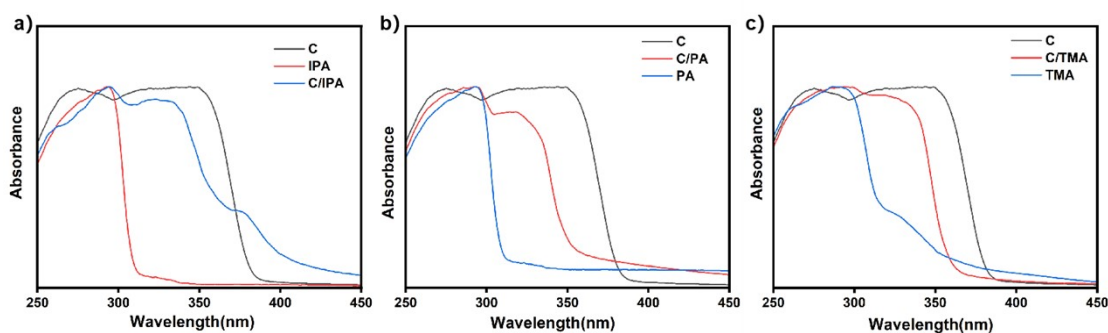 a)
C
IPA
C/IPA
Absorbance
250 300 350 400 450
Wavelength(nm)
b)
C
C/PA
PA
Absorbance
250 300 350 400 450
Wavelength(nm)
c)
C
C/TMA
TMA
Absorbance
250 300 350 400 450
Wavelength(nm)